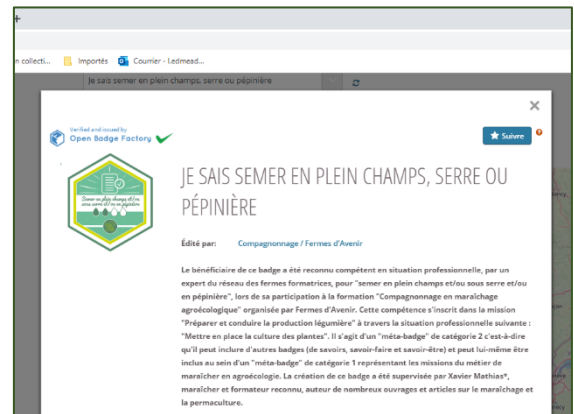 n collecti...
Importés
Courrier - l.edmead...
Je sais semer en plein champs, serre ou pépinière
Verified and issued by
Open Badge Factory
Suivre
JE SAIS SEMER EN PLEIN CHAMPS, SERRE OU
PÉPINIÈRE
Édité par: Compagnonnage / Fermes d'Avenir
Le bénéficiaire de ce badge a été reconnu compétent en situation professionnelle, par un
expert du réseau des fermes formatrices, pour "semer en plein champs et/ou sous serre et/ou
en pépinière", lors de sa participation à la formation "Compagnonnage en maraîchage
agroécologique" organisée par Fermes d'Avenir. Cette compétence s'inscrit dans la mission
"Préparer et conduire la production légumière" à travers la situation professionnelle suivante :
"Mettre en place la culture des plantes". Il s'agit d'un "méta-badge" de catégorie 2 c'est-à-dire
qu'il peut inclure d'autres badges (de savoirs, savoir-faire et savoir-être) et peut lui-même être
inclus au sein d'un "méta-badge" de catégorie 1 représentant les missions du métier de
maraîcher en agroécologie. La création de ce badge a été supervisée par Xavier Mathias*,
maraîcher et formateur reconnu, auteur de nombreux ouvrages et articles sur le maraîchage et
la permaculture.